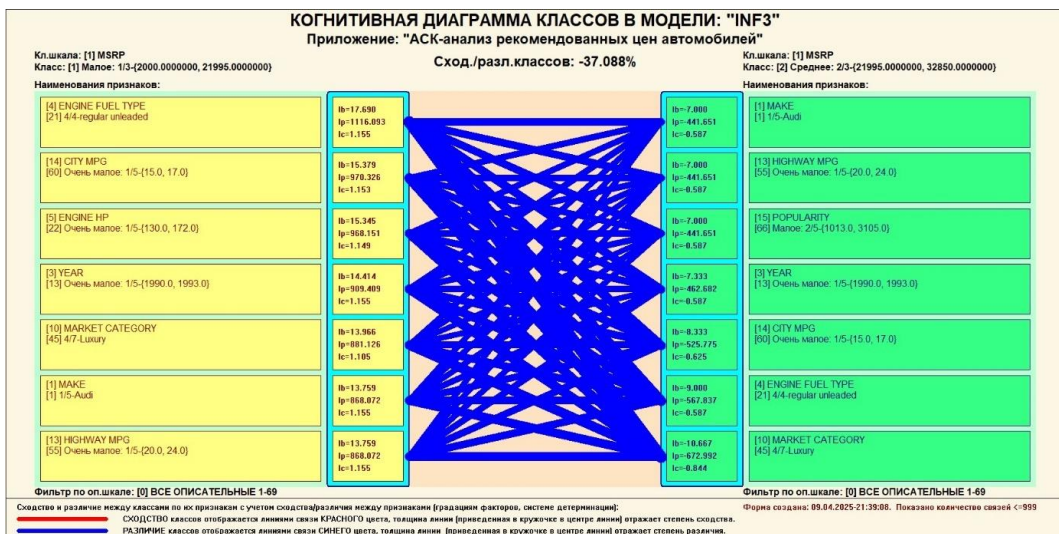 КОГНИТИВНАЯ ДИАГРАММА КЛАССОВ В МОДЕЛИ: "INF3"
Приложение: "АСК-анализ рекомендованных цен автомобилей"
Кл.шкала: [1] MSRP
Класс: [1] Малое: 1/3-{2000.0000000, 21995.0000000}
Сход./разл.классов: -37.088%
Кл.шкала: [1] MSRP
Класс: [2] Среднее: 2/3-{21995.0000000, 32850.0000000}
Наименования признаков:
[4] ENGINE FUEL TYPE
[21] 4/4-regular unleaded
Ib=17.690
Ip=1116.093
Ic=1.155
[14] CITY MPG
[60] Очень малое: 1/5-{15.0, 17.0}
Ib=15.379
Ip=970.326
Ic=1.153
[5] ENGINE HP
[22] Очень малое: 1/5-{130.0, 172.0}
Ib=15.345
Ip=968.151
Ic=1.149
[3] YEAR
[13] Очень малое: 1/5-{1990.0, 1993.0}
Ib=14.414
Ip=909.409
Ic=1.155
[10] MARKET CATEGORY
[45] 4/7-Luxury
Ib=13.966
Ip=881.126
Ic=1.105
[1] MAKE
[1] 1/5-Audi
Ib=13.759
Ip=868.072
Ic=1.155
[13] HIGHWAY MPG
[55] Очень малое: 1/5-{20.0, 24.0}
Ib=13.759
Ip=868.072
Ic=1.155
Фильтр по оп.шкале: [0] ВСЕ ОПИСАТЕЛЬНЫЕ 1-69
Наименования признаков:
Ib=-7.000
Ip=-441.651
Ic=-0.587
[1] MAKE
[1] 1/5-Audi
Ib=-7.000
Ip=-441.651
Ic=-0.587
[13] HIGHWAY MPG
[55] Очень малое: 1/5-{20.0, 24.0}
Ib=-7.000
Ip=-441.651
Ic=-0.587
[15] POPULARITY
[66] Малое: 2/5-{1013.0, 3105.0}
Ib=-7.333
Ip=-462.682
Ic=-0.587
[3] YEAR
[13] Очень малое: 1/5-{1990.0, 1993.0}
Ib=-8.333
Ip=-525.775
Ic=-0.625
[14] CITY MPG
[60] Очень малое: 1/5-{15.0, 17.0}
Ib=-9.000
Ip=-567.837
Ic=-0.587
[4] ENGINE FUEL TYPE
[21] 4/4-regular unleaded
Ib=-10.667
Ip=-672.992
Ic=-0.844
[10] MARKET CATEGORY
[45] 4/7-Luxury
Фильтр по оп.шкале: [0] ВСЕ ОПИСАТЕЛЬНЫЕ 1-69
Сходство и различие между классами по их признакам с учетом сходства/различия между признаками (градациям факторов, системе детерминации):
Форма создана: 09.04.2025-21:39:08. Показано количество связей <=999
СХОДСТВО классов отображается линиями связи КРАСНОГО цвета, толщина линии (приведенная в кружочке в центре линии) отражает степень сходства.
РАЗЛИЧИЕ классов отображается линиями связи СИНЕГО цвета, толщина линии (приведенная в кружочке в центре линии) отражает степень различия.